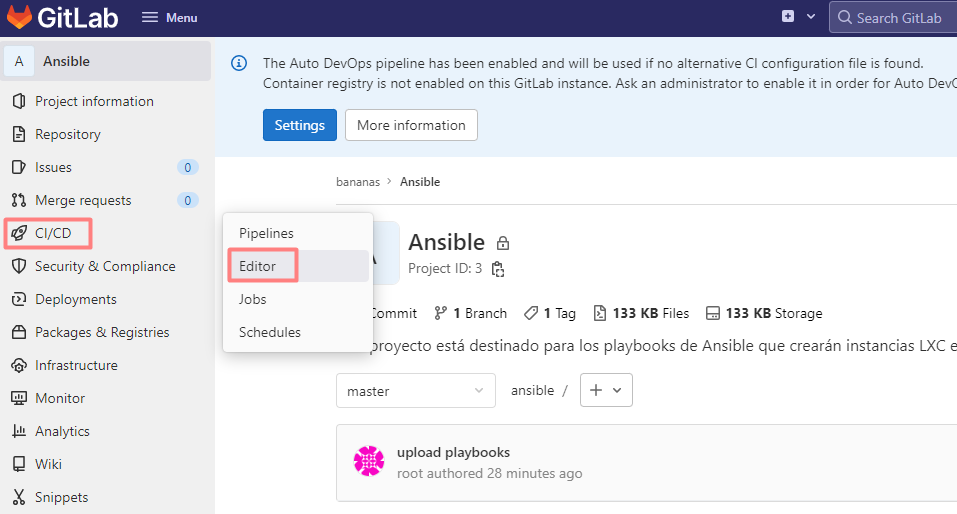 GitLab
Menu
Search GitLab
A Ansible
Project information
Repository
Issues 0
Merge requests 0
CI/CD
Security & Compliance
Deployments
Packages & Registries
Infrastructure
Monitor
Analytics
Wiki
Snippets
Pipelines
Editor
Jobs
Schedules
The Auto DevOps pipeline has been enabled and will be used if no alternative CI configuration file is found.
Container registry is not enabled on this GitLab instance. Ask an administrator to enable it in order for Auto DevO
Settings More information
bananas > Ansible
Ansible
Project ID: 3
Commit 1 Branch 1 Tag 133 KB Files 133 KB Storage
proyecto está destinado para los playbooks de Ansible que crearán instancias LXC e
master ansible / +
upload playbooks
root authored 28 minutes ago